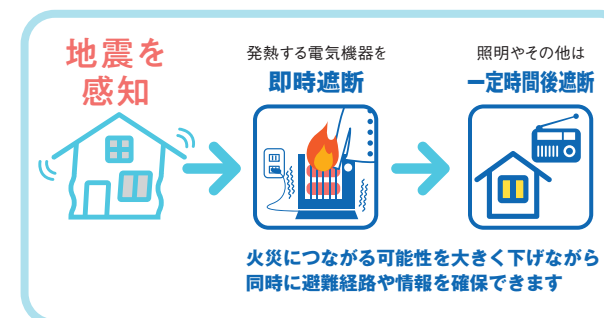 地震を
感知
発熱する電気機器を
即時遮断
照明やその他は
一定時間後遮断
火災につながる可能性を大きく下げながら
同時に避難経路や情報を確保できます